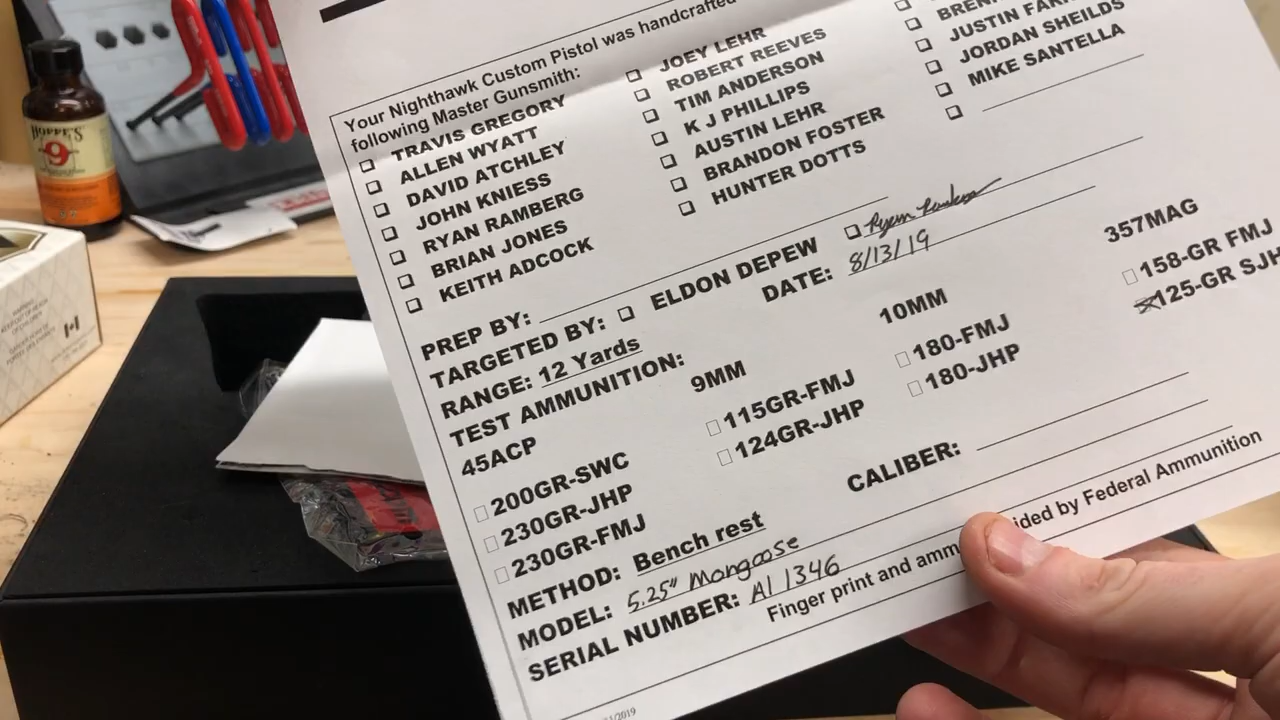 Your Nighthawk Custom Pistol was handcrafted
following Master Gunsmith:
TRAVIS GREGORY
ALLEN WYATT
DAVID ATCHLEY
JOHN KNIESS
RYAN RAMBERG
BRIAN JONES
KEITH ADCOCK
JOEY LEHR
ROBERT REEVES
TIM ANDERSON
K J PHILLIPS
AUSTIN LEHR
BRANDON FOSTER
HUNTER DOTTS
JUSTIN
JORDAN SHEILDS
MIKE SANTELLA
PREP BY:
TARGETED BY: ELDON DEPEW Ryan
DATE: 8/13/19
RANGE: 12 Yards
TEST AMMUNITION:
45ACP
200GR-SWC
230GR-JHP
230GR-FMJ
9MM
115GR-FMJ
124GR-JHP
10MM
180-FMJ
180-JHP
357MAG
158-GR FMJ
125-GR
METHOD: Bench rest
CALIBER:
MODEL: 5.25" Mongoose
SERIAL NUMBER: AI 1346
Finger print and by Federal Ammunition
HOPPE'S
9